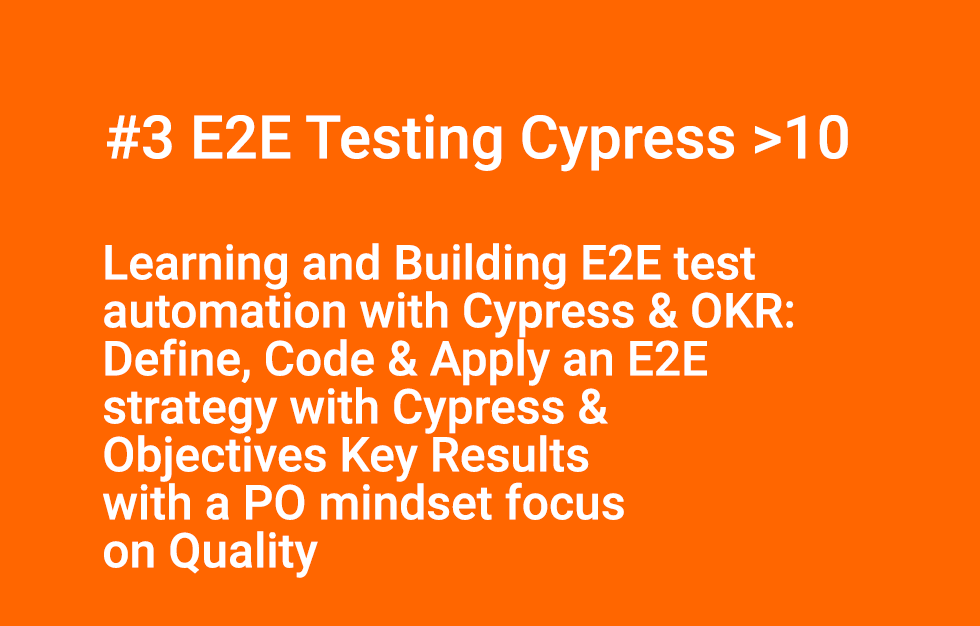 #3 E2E Testing Cypress >10
Learning and Building E2E test
automation with Cypress & OKR:
Define, Code & Apply an E2E
strategy with Cypress &
Objectives Key Results
with a PO mindset focus
on Quality